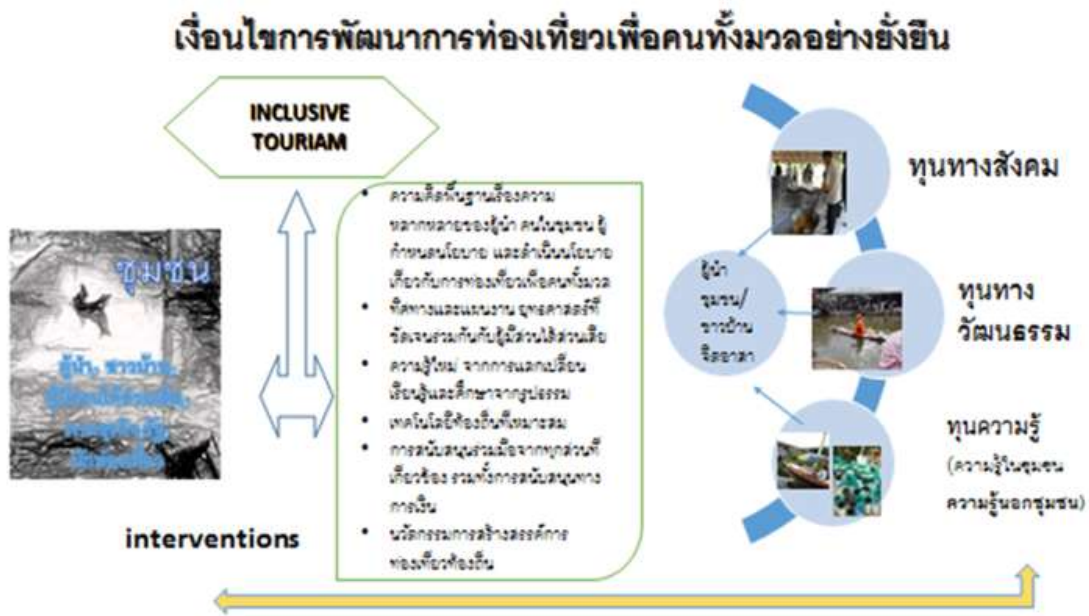 เงื่อนไขการพัฒนาการท่องเที่ยวเพื่อคนทั้งมวลอย่างยั่งยืน
INCLUSIVE
TOURIAM
ชุมชน
ผู้นำ, ชาวบ้าน,
interventions
• ความคิดพื้นฐานเรื่องความ
หลากหลายของผู้นำ คนในชุมชน ผู้
กำหนดนโยบาย และดำเนินนโยบาย
เกี่ยวกับการท่องเที่ยวเพื่อคนทั้งมวล
• ทิศทางและแผนงาน ยุทธศาสตร์ที่
ชัดเจนร่วมกันกับผู้มีส่วนได้ส่วนเสีย
• ความรู้ใหม่ จากการแลกเปลี่ยน
เรียนรู้และศึกษาจากรูปธรรม
• เทคโนโลยีท้องถิ่นที่เหมาะสม
• การสนับสนุนร่วมมือจากทุกส่วนที่
เกี่ยวข้อง รวมทั้งการสนับสนุนทาง
การเงิน
• นวัตกรรมการสร้างสรรค์การ
ท่องเที่ยวท้องถิ่น
ผู้นำ
ชุมชน/
ชาวบ้าน
จิตอาสา
ทุนทางสังคม
ทุนทาง
วัฒนธรรม
ทุนความรู้
(ความรู้ในชุมชน
ความรู้นอกชุมชน)